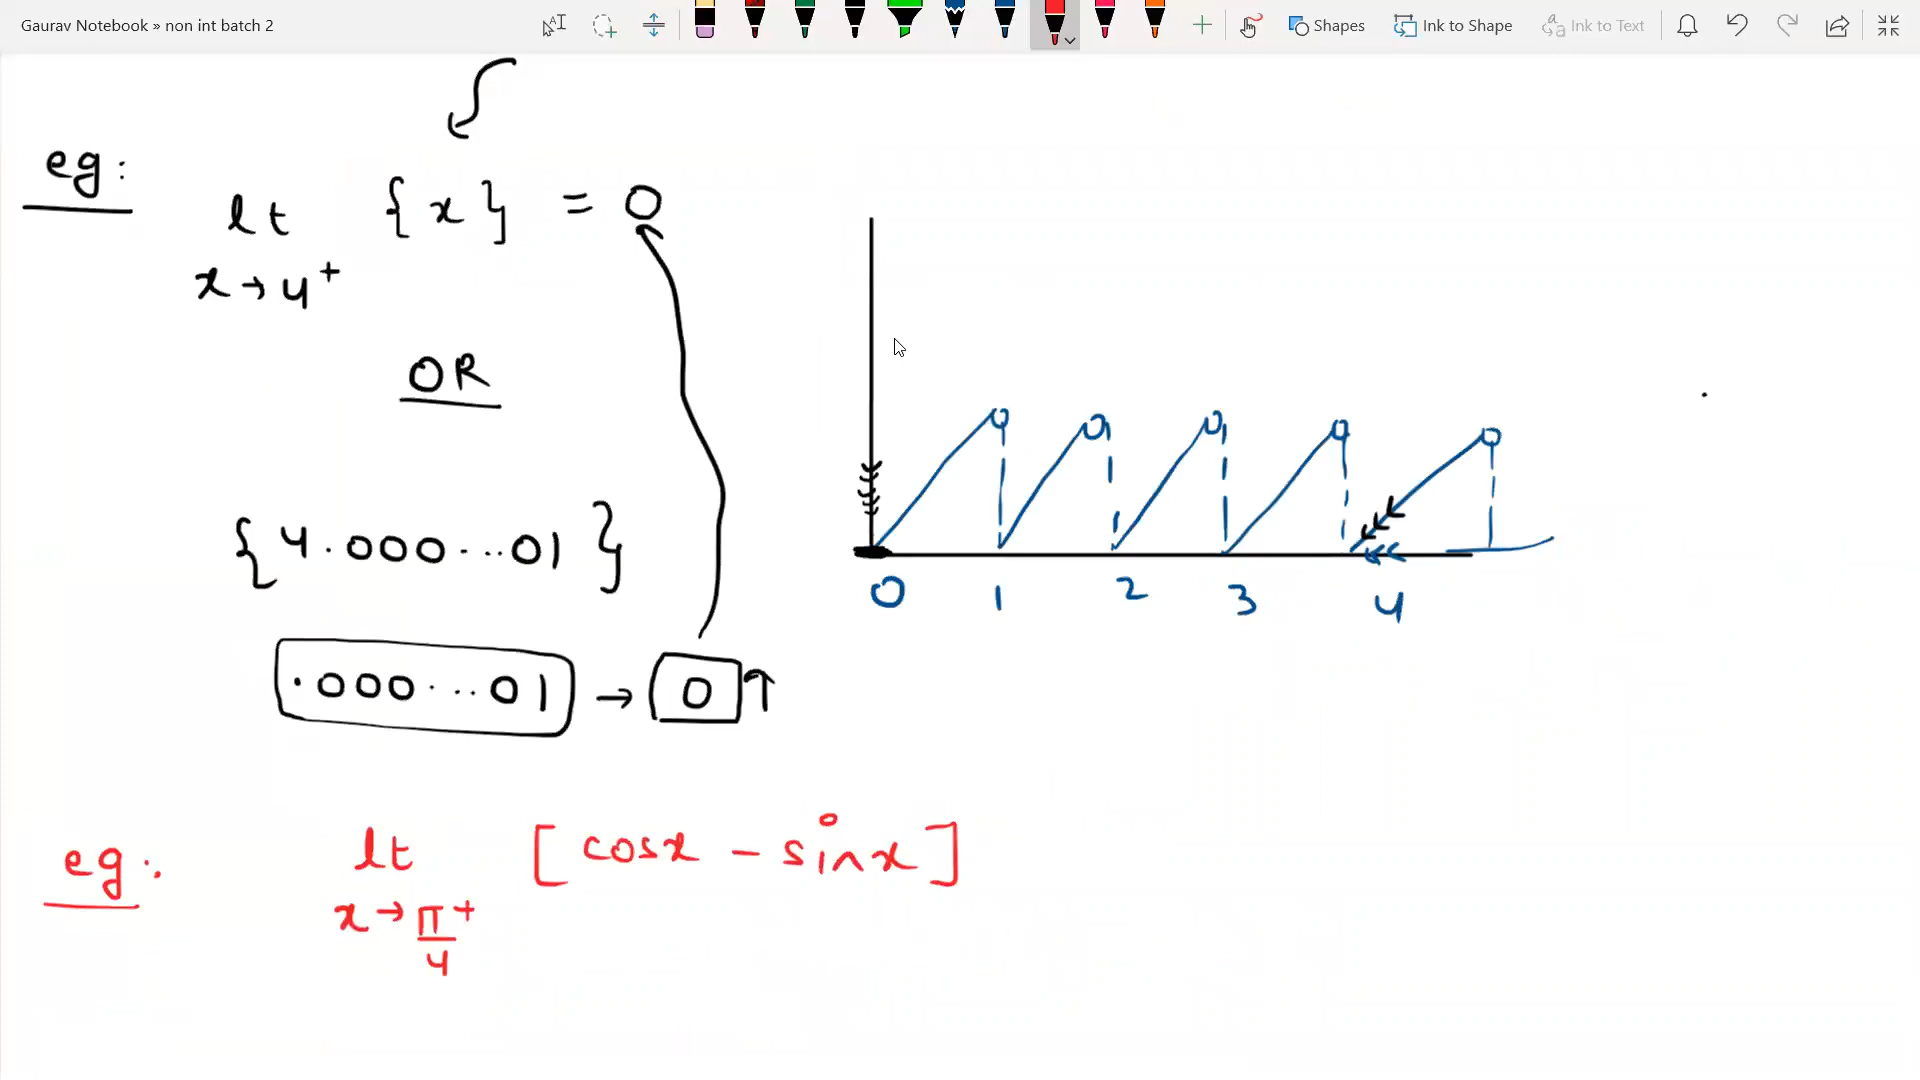 Gaurav Notebook » non int batch 2
Shapes
Ink to Shape
Ink to Text
eg:
lt {x} = 0
x→4⁺
OR
{4.000...01}
.000...01 → 0 ↑
0 1 2 3 4
eg: lt [cosx - sinx]
x→π⁺/4